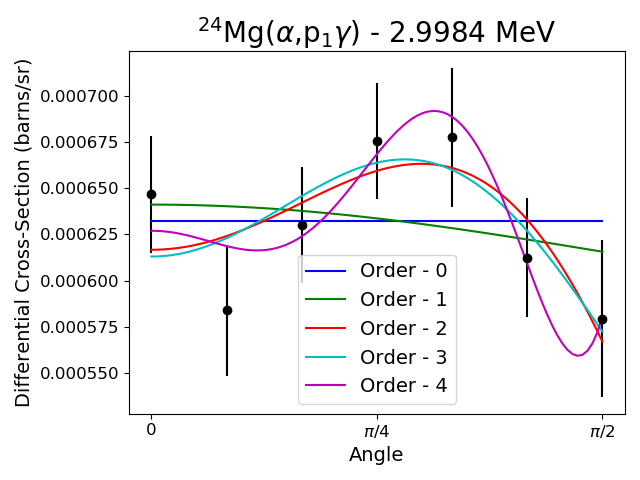 ²⁴Mg(α,p₁γ) - 2.9984 MeV
Differential Cross-Section (barns/sr)
0.000700
0.000675
0.000650
0.000625
0.000600
0.000575
0.000550
Order - 0
Order - 1
Order - 2
Order - 3
Order - 4
0 π/4 π/2
Angle